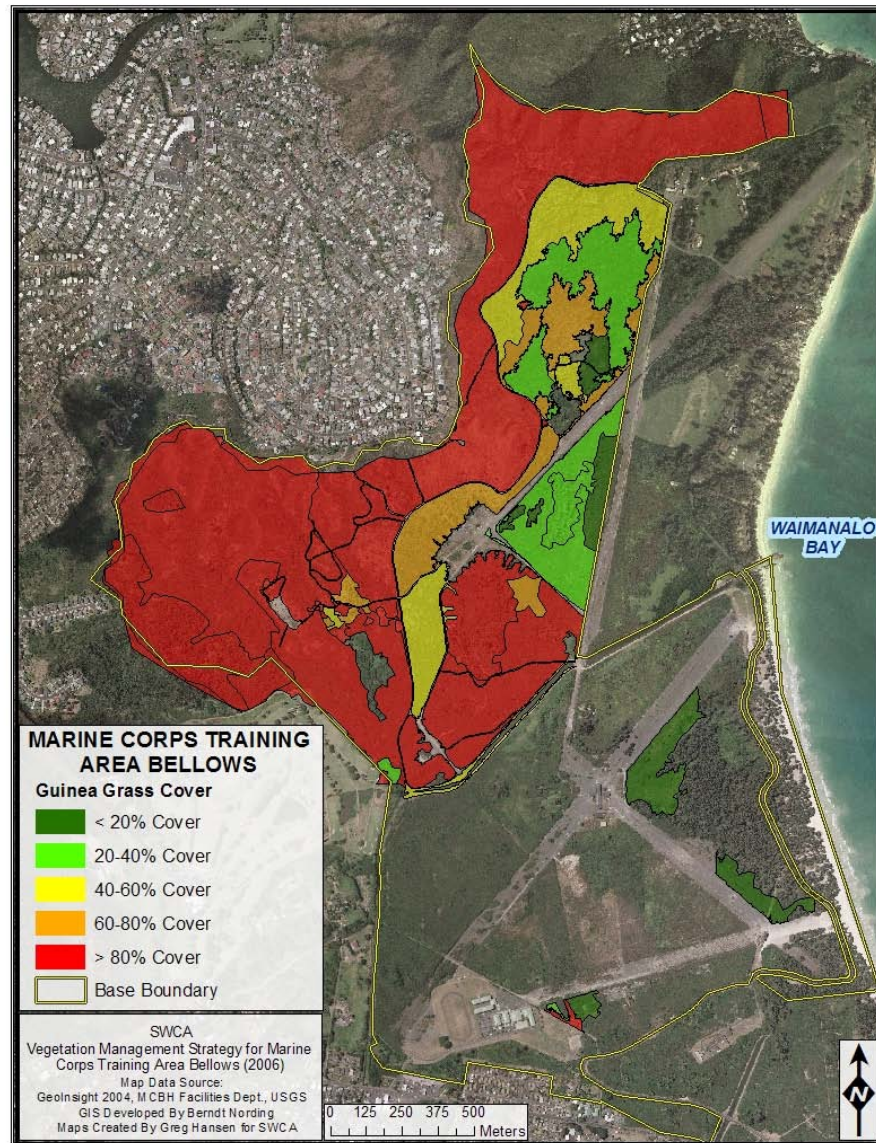 WAIMANALO
BAY
MARINE CORPS TRAINING
AREA BELLOWS
Guinea Grass Cover
< 20% Cover
20-40% Cover
40-60% Cover
60-80% Cover
> 80% Cover
Base Boundary
SWCA
Vegetation Management Strategy for Marine
Corps Training Area Bellows (2006)
Map Data Source:
GeoInsight 2004, MCBH Facilities Dept., USGS
GIS Developed By Berndt Nording
Maps Created By Greg Hansen for SWCA
0 125 250 375 500
Meters
N